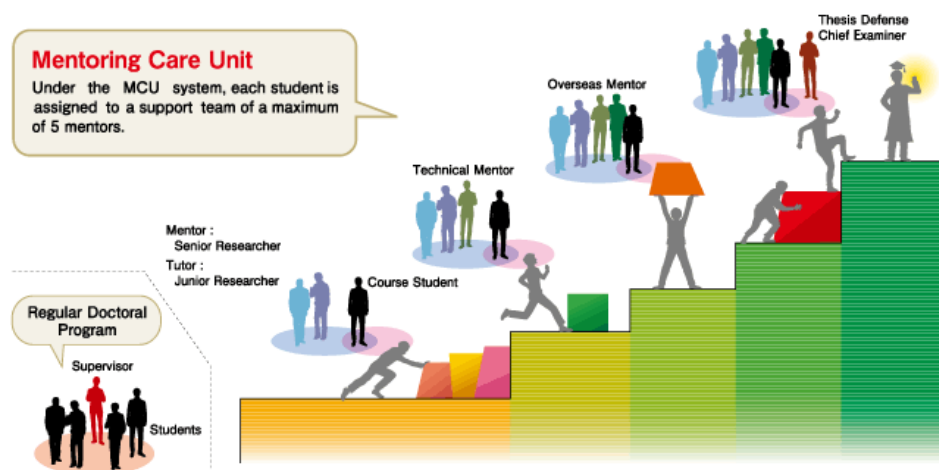 Mentoring Care Unit
Under the MCU system, each student is
assigned to a support team of a maximum
of 5 mentors.
Thesis Defense
Chief Examiner
Overseas Mentor
Technical Mentor
Mentor :
Senior Researcher
Tutor :
Junior Researcher
Course Student
Regular Doctoral
Program
Supervisor
Students